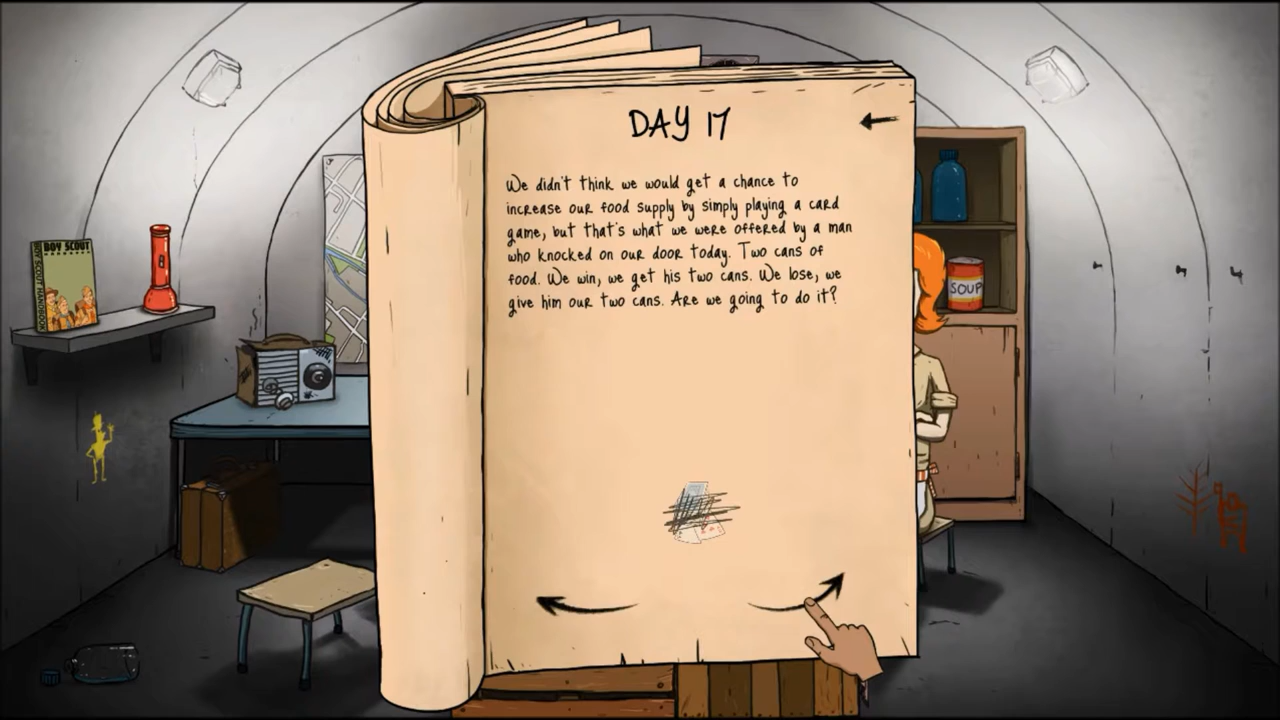 DAY 17
We didn't think we would get a chance to
increase our food supply by simply playing a card
game, but that's what we were offered by a man
who knocked on our door today. Two cans of
food. We win, we get his two cans. We lose, we
give him our two cans. Are we going to do it?
BOY SCOUT
BOY SCOUT HANDBOOK
SOUP